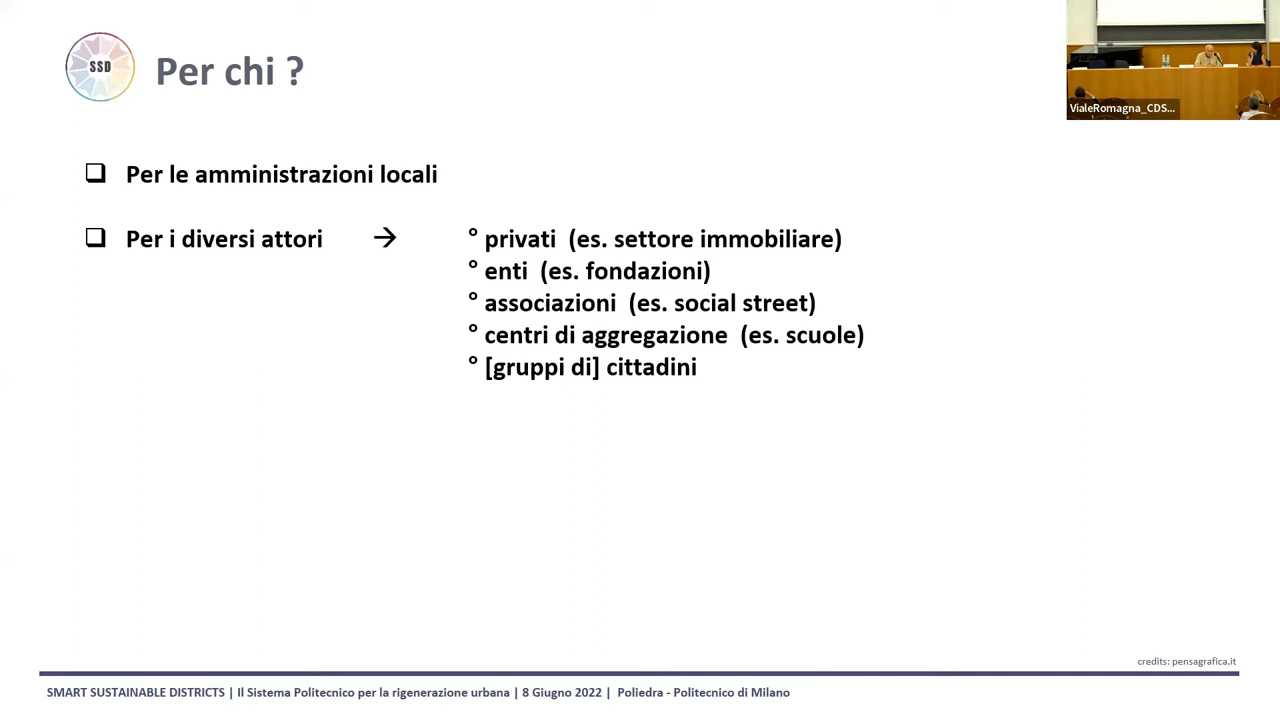 SSD
Per chi ?
VialeRomagna_CDS...
❑ Per le amministrazioni locali
❑ Per i diversi attori → ° privati (es. settore immobiliare)
° enti (es. fondazioni)
° associazioni (es. social street)
° centri di aggregazione (es. scuole)
° [gruppi di] cittadini
credits: pensagrafica.it
SMART SUSTAINABLE DISTRICTS | Il Sistema Politecnico per la rigenerazione urbana | 8 Giugno 2022 | Poliedra - Politecnico di Milano